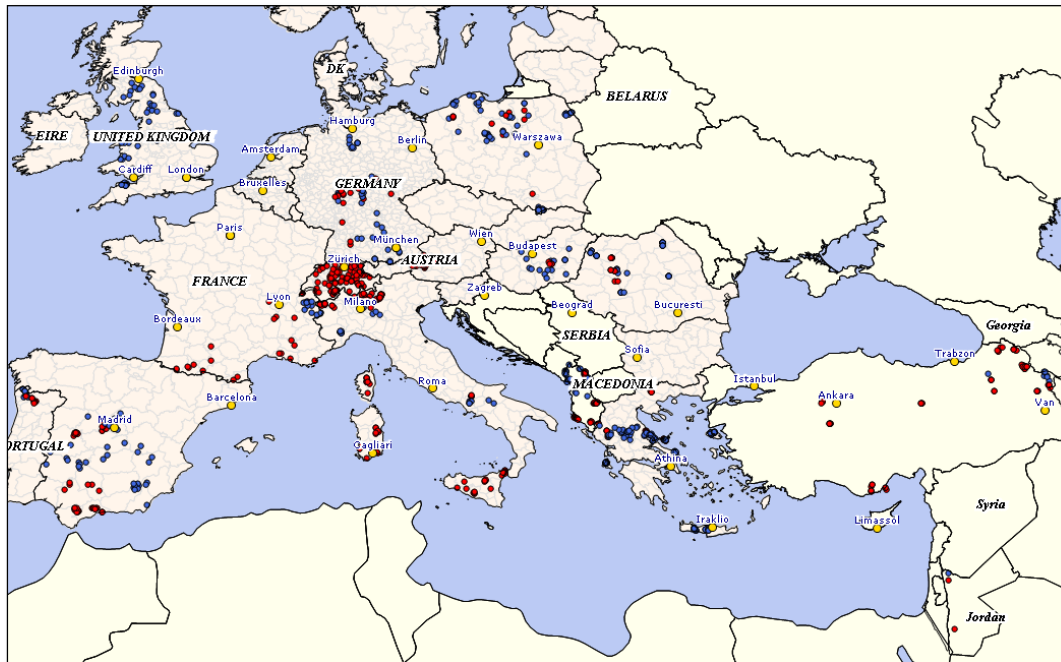 Edinburgh
DK
BELARUS
Hamburg
EIRE
UNITED KINGDOM
Berlin
Warszawa
Amsterdam
Cardiff
London
Bruxelles
GERMANY
Paris
Wien
München
Budapest
Zürich
AUSTRIA
FRANCE
Zagreb
Lyon
Milano
Beograd
Bucuresti
Bordeaux
SERBIA
Georgia
Sofia
Trabzon
Roma
MACEDONIA
Istanbul
Barcelona
Ankara
Van
Madrid
PORTUGAL
Cagliari
Athina
Syria
Iraklio
Limassol
Jordàn